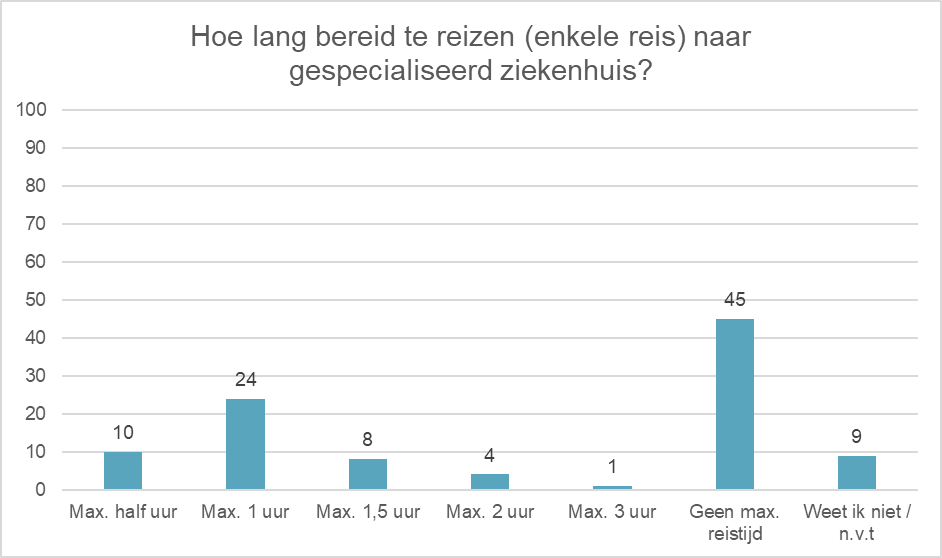 Hoe lang bereid te reizen (enkele reis) naar
gespecialiseerd ziekenhuis?
100
90
80
70
60
50
40
30
20
10
0
10
24
8
4
1
45
9
Max. half uur
Max. 1 uur
Max. 1,5 uur
Max. 2 uur
Max. 3 uur
Geen max.
reistijd
Weet ik niet /
n.v.t